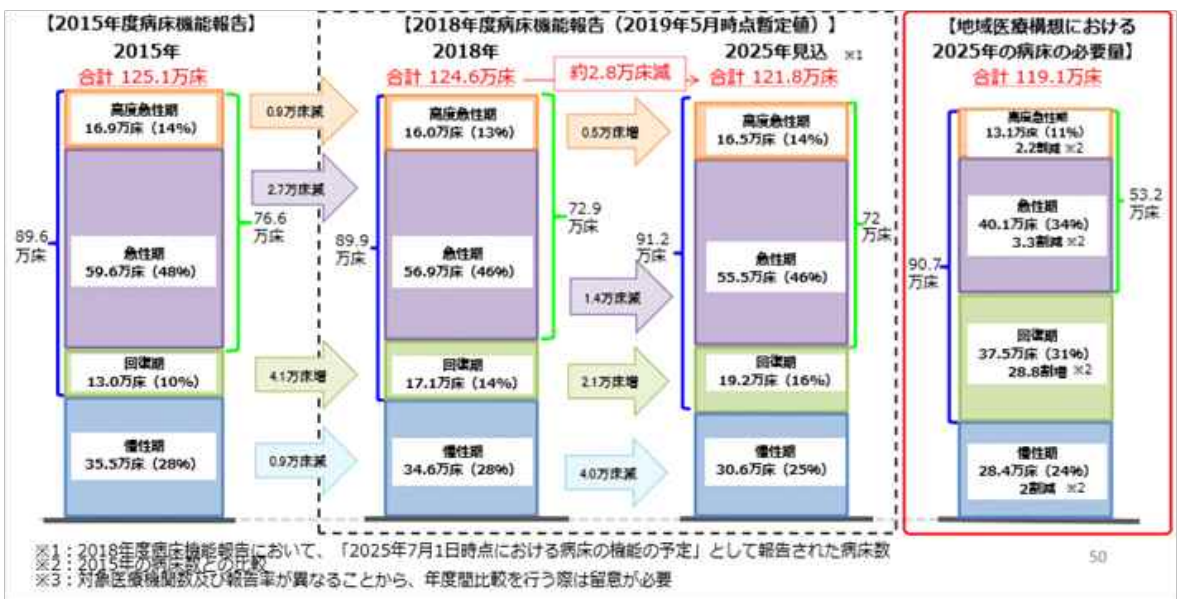 【2015年度病床機能報告】
2015年
合計 125.1万床
高度急性期
16.9万床（14%）
急性期
59.6万床（48%）
回復期
13.0万床（10%）
慢性期
35.5万床（28%）
89.6
万床
76.6
万床
0.9万床減
2.7万床減
4.1万床増
0.9万床減
【2018年度病床機能報告（2019年5月時点暫定値）】
2018年
合計 124.6万床
約2.8万床減
高度急性期
16.0万床（13%）
急性期
56.9万床（46%）
回復期
17.1万床（14%）
慢性期
34.6万床（28%）
89.9
万床
72.9
万床
0.5万床増
1.4万床減
2.1万床増
4.0万床減
2025年見込 ※1
合計 121.8万床
高度急性期
16.5万床（14%）
急性期
55.5万床（46%）
回復期
19.2万床（16%）
慢性期
30.6万床（25%）
91.2
万床
72
万床
【地域医療構想における
2025年の病床の必要量】
合計 119.1万床
高度急性期
13.1万床（11%）
2.2割減 ※2
急性期
40.1万床（34%）
3.3割減 ※2
回復期
37.5万床（31%）
28.8割増 ※2
慢性期
28.4万床（24%）
2割減 ※2
90.7
万床
53.2
万床
※1：2018年度病床機能報告において、「2025年7月1日時点における病床の機能の予定」として報告された病床数
※2：2015年の病床数との比較
※3：対象医療機関数及び報告率が異なることから、年度間比較を行う際は留意が必要
50